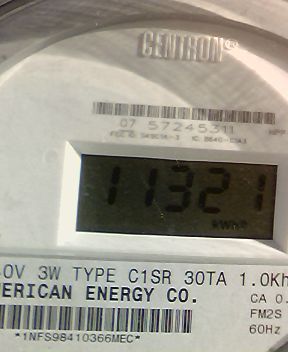 CENTRON®
07 57245311
11321
KWH
0V 3W TYPE C1SR 30TA 1.0Kh
ERICAN ENERGY CO.
CA 0.
FM2S
60Hz
*1NFS98410366MEC*